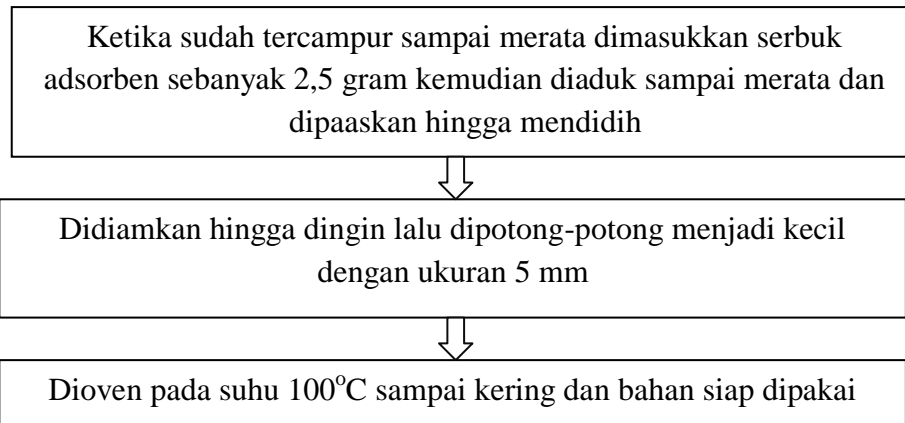 Ketika sudah tercampur sampai merata dimasukkan serbuk
adsorben sebanyak 2,5 gram kemudian diaduk sampai merata dan
dipaaskan hingga mendidih
Didiamkan hingga dingin lalu dipotong-potong menjadi kecil
dengan ukuran 5 mm
Dioven pada suhu 100°C sampai kering dan bahan siap dipakai